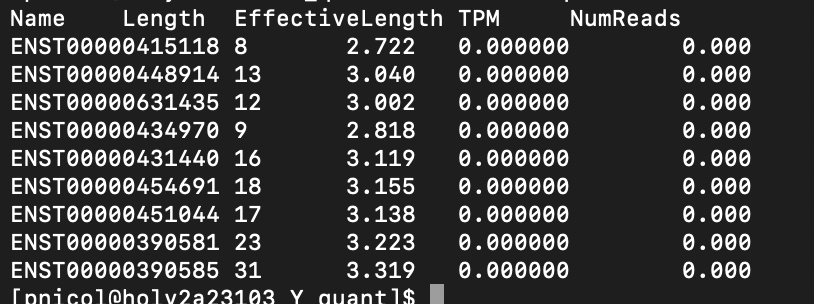 Name Length EffectiveLength TPM NumReads
ENST00000415118 8 2.722 0.000000 0.000
ENST00000448914 13 3.040 0.000000 0.000
ENST00000631435 12 3.002 0.000000 0.000
ENST00000434970 9 2.818 0.000000 0.000
ENST00000431440 16 3.119 0.000000 0.000
ENST00000454691 18 3.155 0.000000 0.000
ENST00000451044 17 3.138 0.000000 0.000
ENST00000390581 23 3.223 0.000000 0.000
ENST00000390585 31 3.319 0.000000 0.000
[pnicol@holy2a23103 Y_quant]$